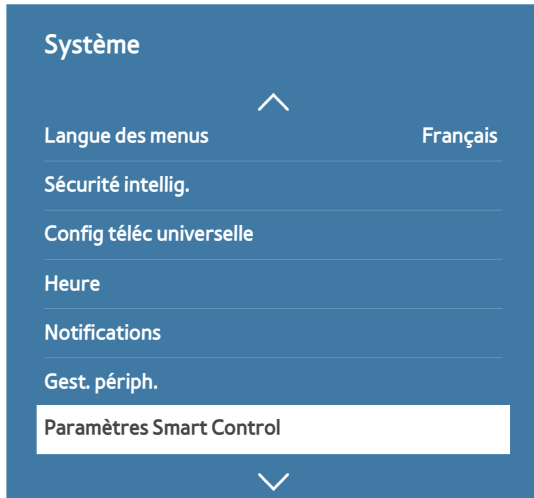 Système
Langue des menus Français
Sécurité intellig.
Config téléc universelle
Heure
Notifications
Gest. périph.
Paramètres Smart Control